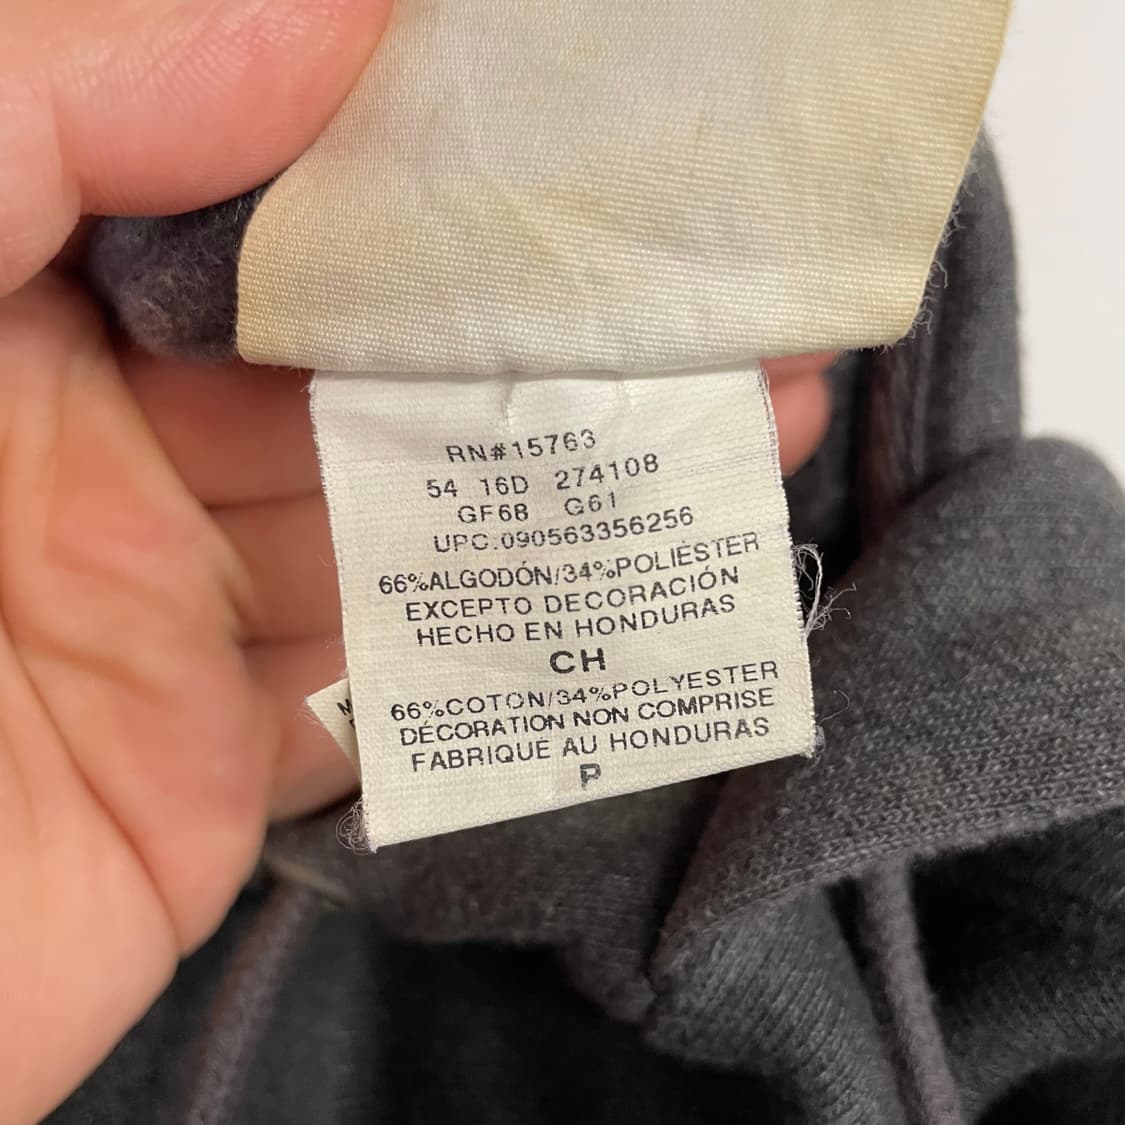 RN#15763
54 16D 274108
GF68 G61
UPC:090563356256
66%ALGODÓN/34%POLIÉSTER
EXCEPTO DECORACIÓN
HECHO EN HONDURAS
CH
66%COTON/34%POLYESTER
DÉCORATION NON COMPRISE
FABRIQUÉ AU HONDURAS
P